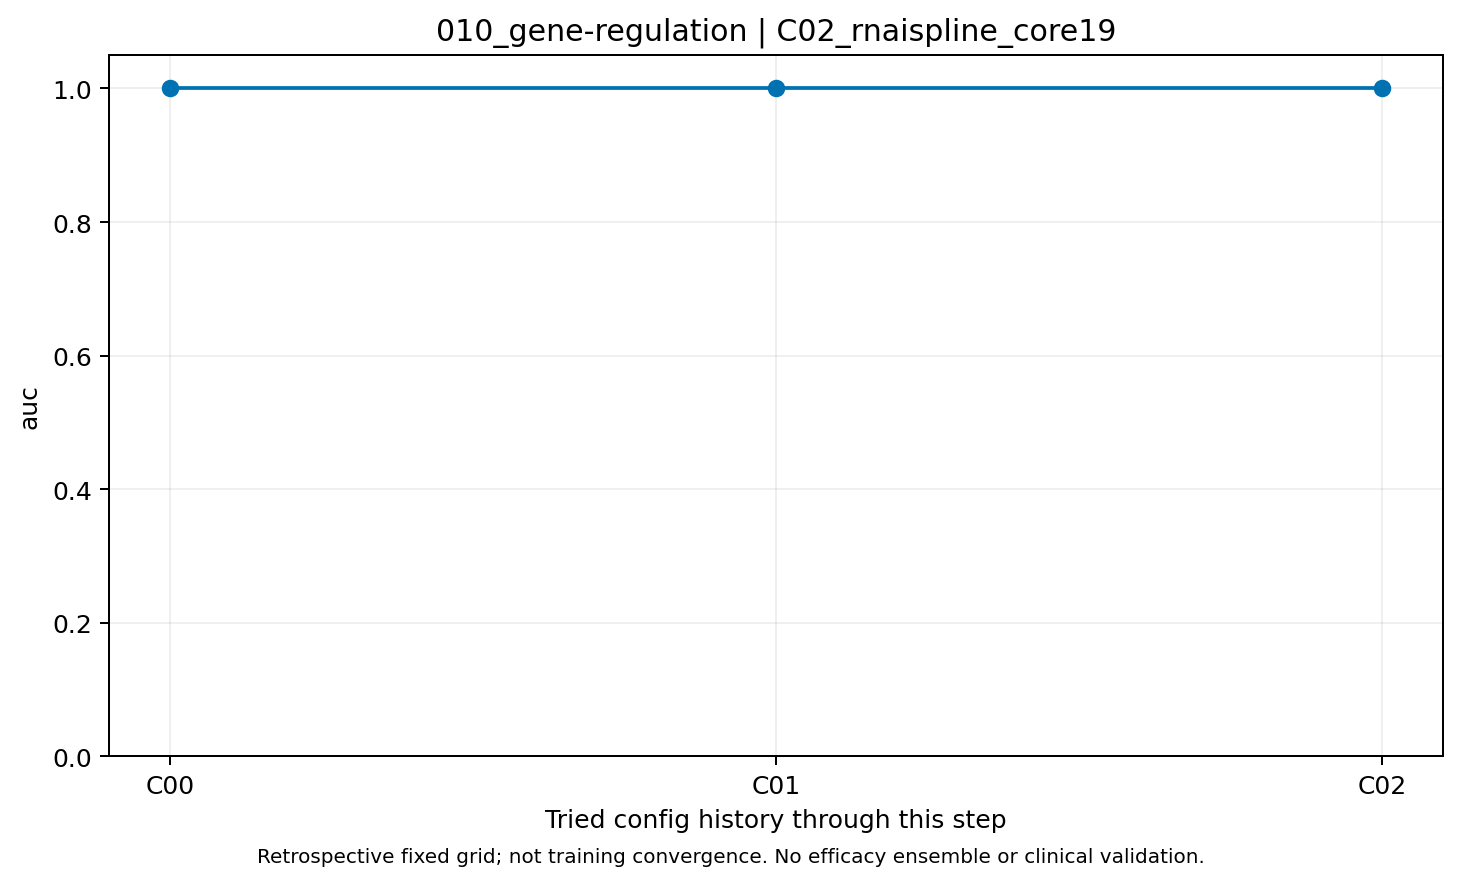 010_gene-regulation | C02_rnaispline_core19
1.0
0.8
0.6
0.4
0.2
0.0
auc
C00 C01 C02
Tried config history through this step
Retrospective fixed grid; not training convergence. No efficacy ensemble or clinical validation.